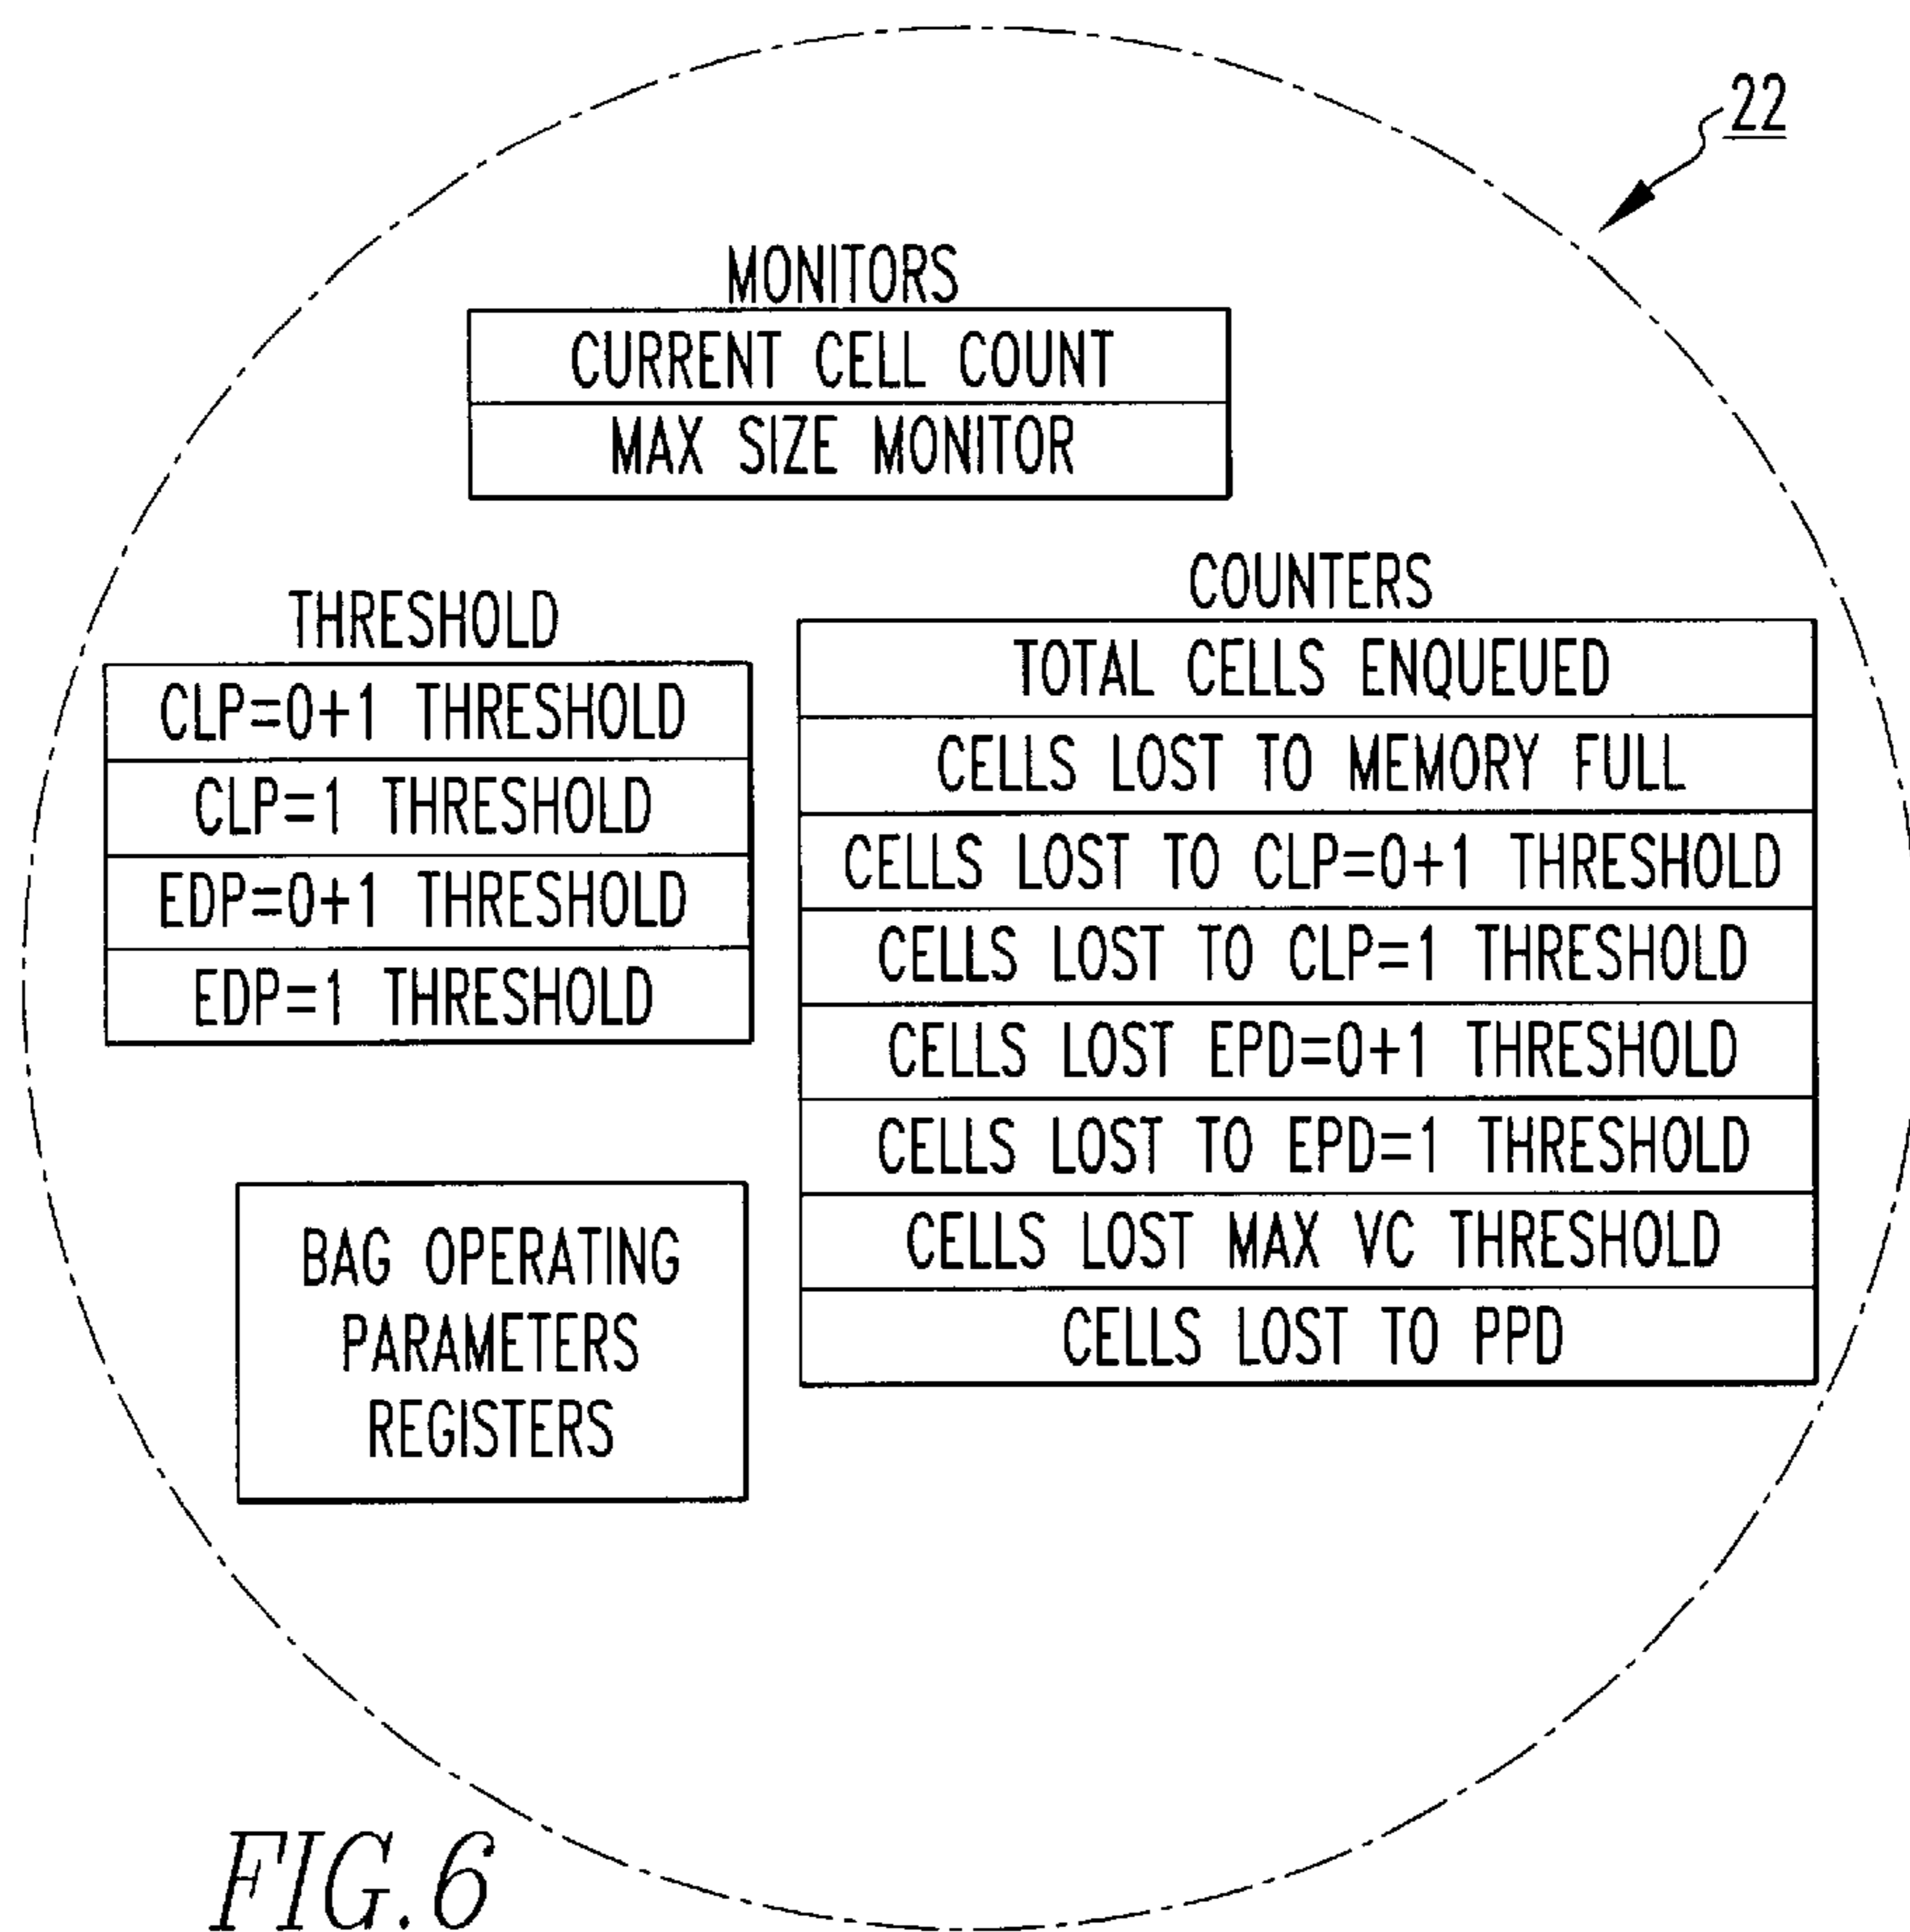 22
MONITORS
CURRENT CELL COUNT
MAX SIZE MONITOR
THRESHOLD
CLP=0+1 THRESHOLD
CLP=1 THRESHOLD
EDP=0+1 THRESHOLD
EDP=1 THRESHOLD
COUNTERS
TOTAL CELLS ENQUEUED
CELLS LOST TO MEMORY FULL
CELLS LOST TO CLP=0+1 THRESHOLD
CELLS LOST TO CLP=1 THRESHOLD
CELLS LOST EPD=0+1 THRESHOLD
CELLS LOST TO EPD=1 THRESHOLD
CELLS LOST MAX VC THRESHOLD
CELLS LOST TO PPD
BAG OPERATING
PARAMETERS
REGISTERS
FIG.6